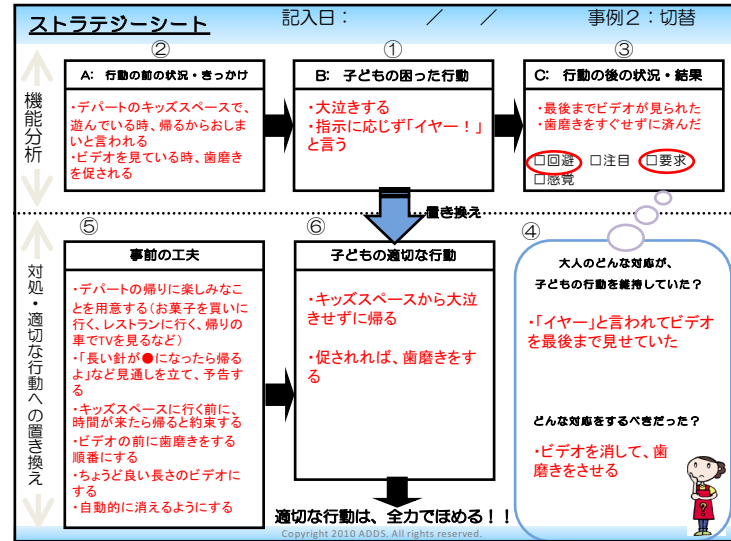 ストラテジーシート
記入日：　　／　／
事例２：切替
機能分析
②
A: 行動の前の状況・きっかけ
・デパートのキッズスペースで、
遊んでいる時、帰るからおしま
いと言われる
・ビデオを見ている時、歯磨き
を促される
①
B: 子どもの困った行動
・大泣きする
・指示に応じず「イヤー！」
と言う
③
C: 行動の後の状況・結果
・最後までビデオが見られた
・歯磨きをすぐせずに済んだ
□回避 □注目 □要求
□感覚
置き換え
対処・適切な行動への置き換え
⑤
事前の工夫
・デパートの帰りに楽しみなこ
とを用意する（お菓子を買いに
行く、レストランに行く、帰りの
車でTVを見るなど）
・「長い針が●になったら帰る
よ」など見通しを立て、予告す
る
・キッズスペースに行く前に、
時間が来たら帰ると約束する
・ビデオの前に歯磨きをする
順番にする
・ちょうど良い長さのビデオに
する
・自動的に消えるようにする
⑥
子どもの適切な行動
・キッズスペースから大泣
きせずに帰る
・促されれば、歯磨きをす
る
④
大人のどんな対応が、
子どもの行動を維持していた？
・「イヤー」と言われてビデオ
を最後まで見せていた
どんな対応をするべきだった？
・ビデオを消して、歯
磨きをさせる
?
適切な行動は、全力でほめる！！
Copyright 2010 ADDS. All rights reserved.